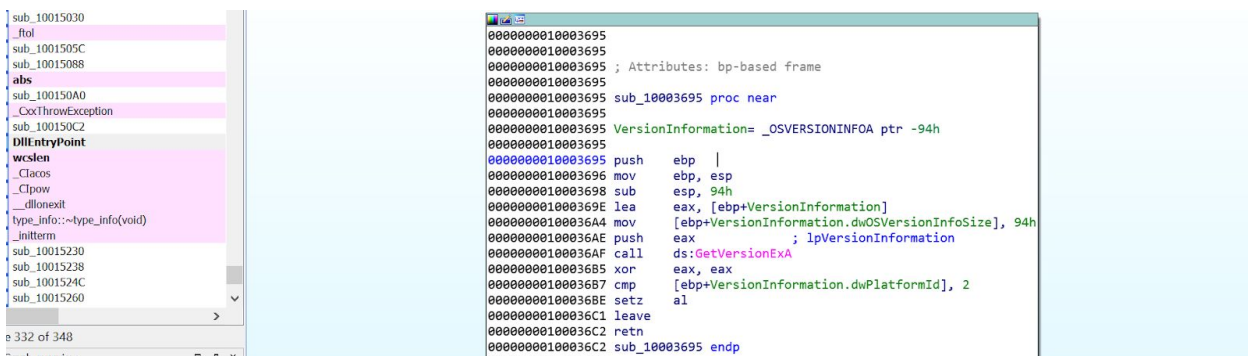 sub_10015030
_ftol
sub_1001505C
sub_10015088
abs
sub_100150A0
_CxxThrowException
sub_100150C2
DllEntryPoint
wcslen
_CIacos
_CIpow
__dllonexit
type_info::~type_info(void)
_initterm
sub_10015230
sub_10015238
sub_1001524C
sub_10015260
e 332 of 348
0000000010003695
0000000010003695
0000000010003695 ; Attributes: bp-based frame
0000000010003695
0000000010003695 sub_10003695 proc near
0000000010003695
0000000010003695 VersionInformation= _OSVERSIONINFOA ptr -94h
0000000010003695
0000000010003695 push ebp
0000000010003696 mov ebp, esp
0000000010003698 sub esp, 94h
000000001000369E lea eax, [ebp+VersionInformation]
00000000100036A4 mov [ebp+VersionInformation.dwOSVersionInfoSize], 94h
00000000100036AE push eax ; lpVersionInformation
00000000100036AF call ds:GetVersionExA
00000000100036B5 xor eax, eax
00000000100036B7 cmp [ebp+VersionInformation.dwPlatformId], 2
00000000100036BE setz al
00000000100036C1 leave
00000000100036C2 retn
00000000100036C2 sub_10003695 endp